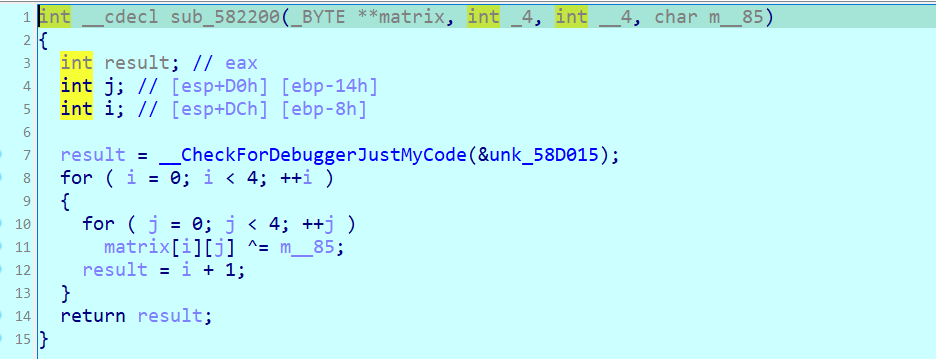 1 int __cdecl sub_582200(_BYTE **matrix, int _4, int __4, char m__85)
2 {
3 int result; // eax
4 int j; // [esp+D0h] [ebp-14h]
5 int i; // [esp+DCh] [ebp-8h]
6
7 result = __CheckForDebuggerJustMyCode(&unk_58D015);
8 for ( i = 0; i < 4; ++i )
9 {
10 for ( j = 0; j < 4; ++j )
11 matrix[i][j] ^= m__85;
12 result = i + 1;
13 }
14 return result;
15 }